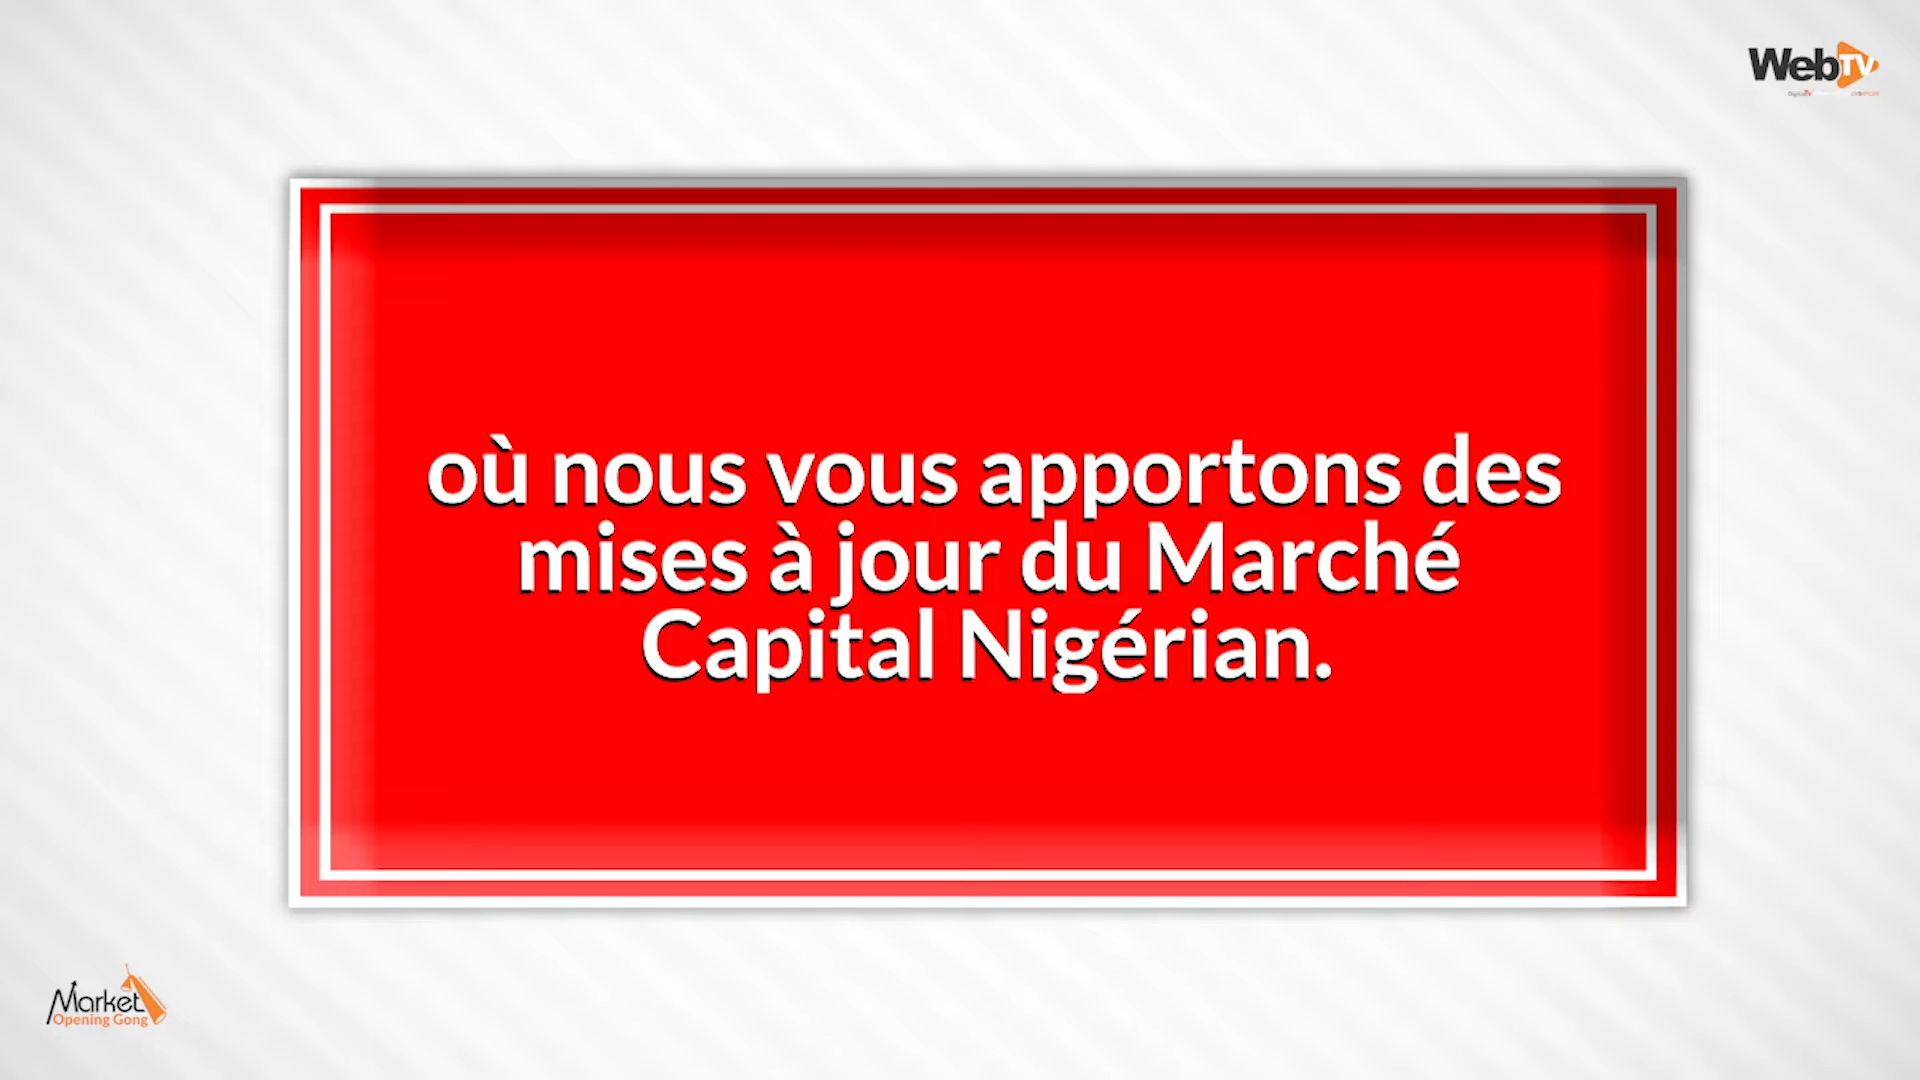 WebTV
où nous vous apportons des
mises à jour du Marché
Capital Nigérian.
Market
Opening Gong